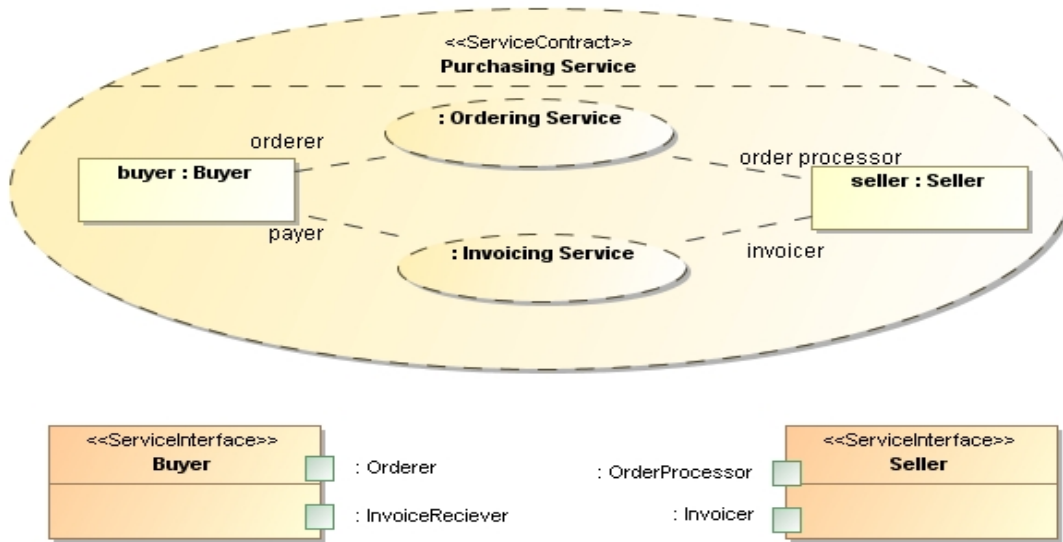 <<ServiceContract>>
Purchasing Service
: Ordering Service
orderer
order processor
buyer : Buyer
seller : Seller
payer
invoicer
: Invoicing Service
<<ServiceInterface>>
Buyer
: Orderer
: InvoiceReciever
<<ServiceInterface>>
Seller
: OrderProcessor
: Invoicer